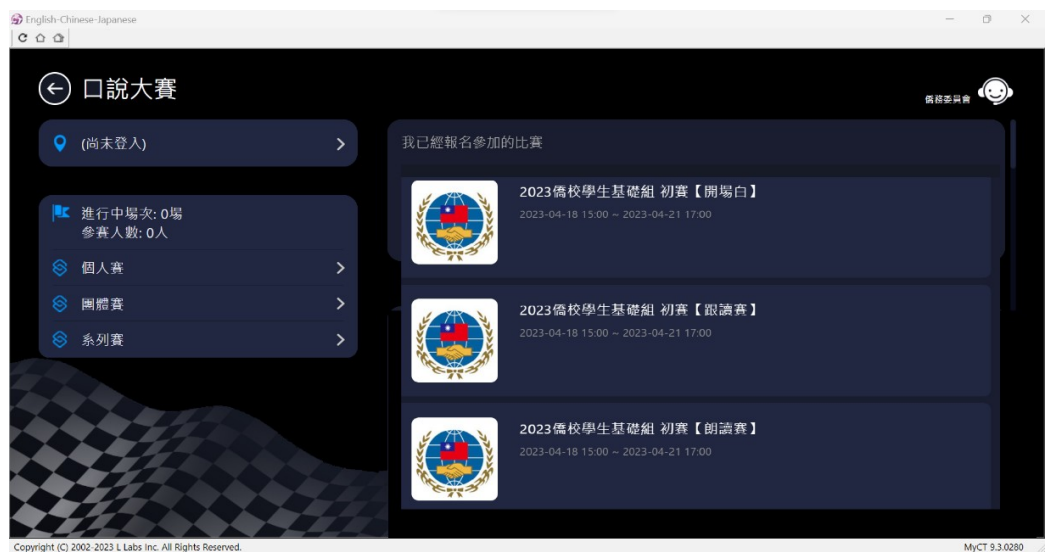 English-Chinese-Japanese
口說大賽
僑務委員會
(尚未登入)
進行中場次: 0場
參賽人數: 0人
個人賽
團體賽
系列賽
我已經報名參加的比賽
2023僑校學生基礎組 初賽【開場白】
2023-04-18 15:00 ~ 2023-04-21 17:00
2023僑校學生基礎組 初賽【跟讀賽】
2023-04-18 15:00 ~ 2023-04-21 17:00
2023僑校學生基礎組 初賽【朗讀賽】
2023-04-18 15:00 ~ 2023-04-21 17:00
Copyright (C) 2002-2023 L Labs Inc. All Rights Reserved.
MyCT 9.3.0280